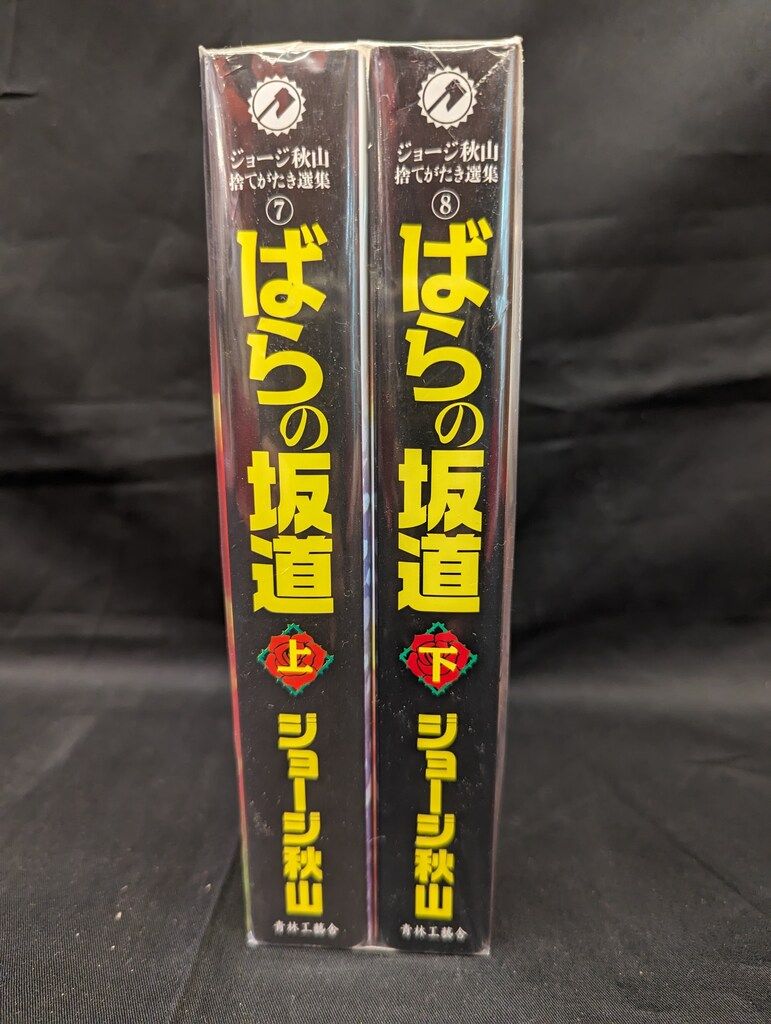 ジョージ秋山
捨てがたき選集
⑦
ばらの坂道
上
ジョージ秋山
青林工藝舎
ジョージ秋山
捨てがたき選集
⑧
ばらの坂道
下
ジョージ秋山
青林工藝舎